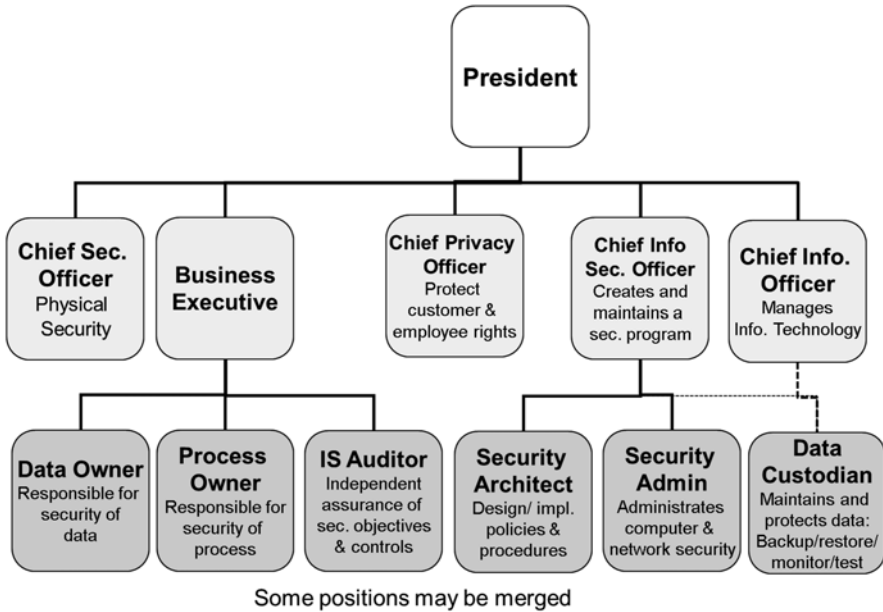 President
Chief Sec.
Officer
Physical
Security
Business
Executive
Chief Privacy
Officer
Protect
customer &
employee rights
Chief Info
Sec. Officer
Creates and
maintains a
sec. program
Chief Info.
Officer
Manages
Info. Technology
Data Owner
Responsible for
security of
data
Process
Owner
Responsible for
security of
process
IS Auditor
Independent
assurance of
sec. objectives
& controls
Security
Architect
Design/ impl.
policies &
procedures
Security
Admin
Administrates
computer &
network security
Data
Custodian
Maintains and
protects data:
Backup/restore/
monitor/test
Some positions may be merged